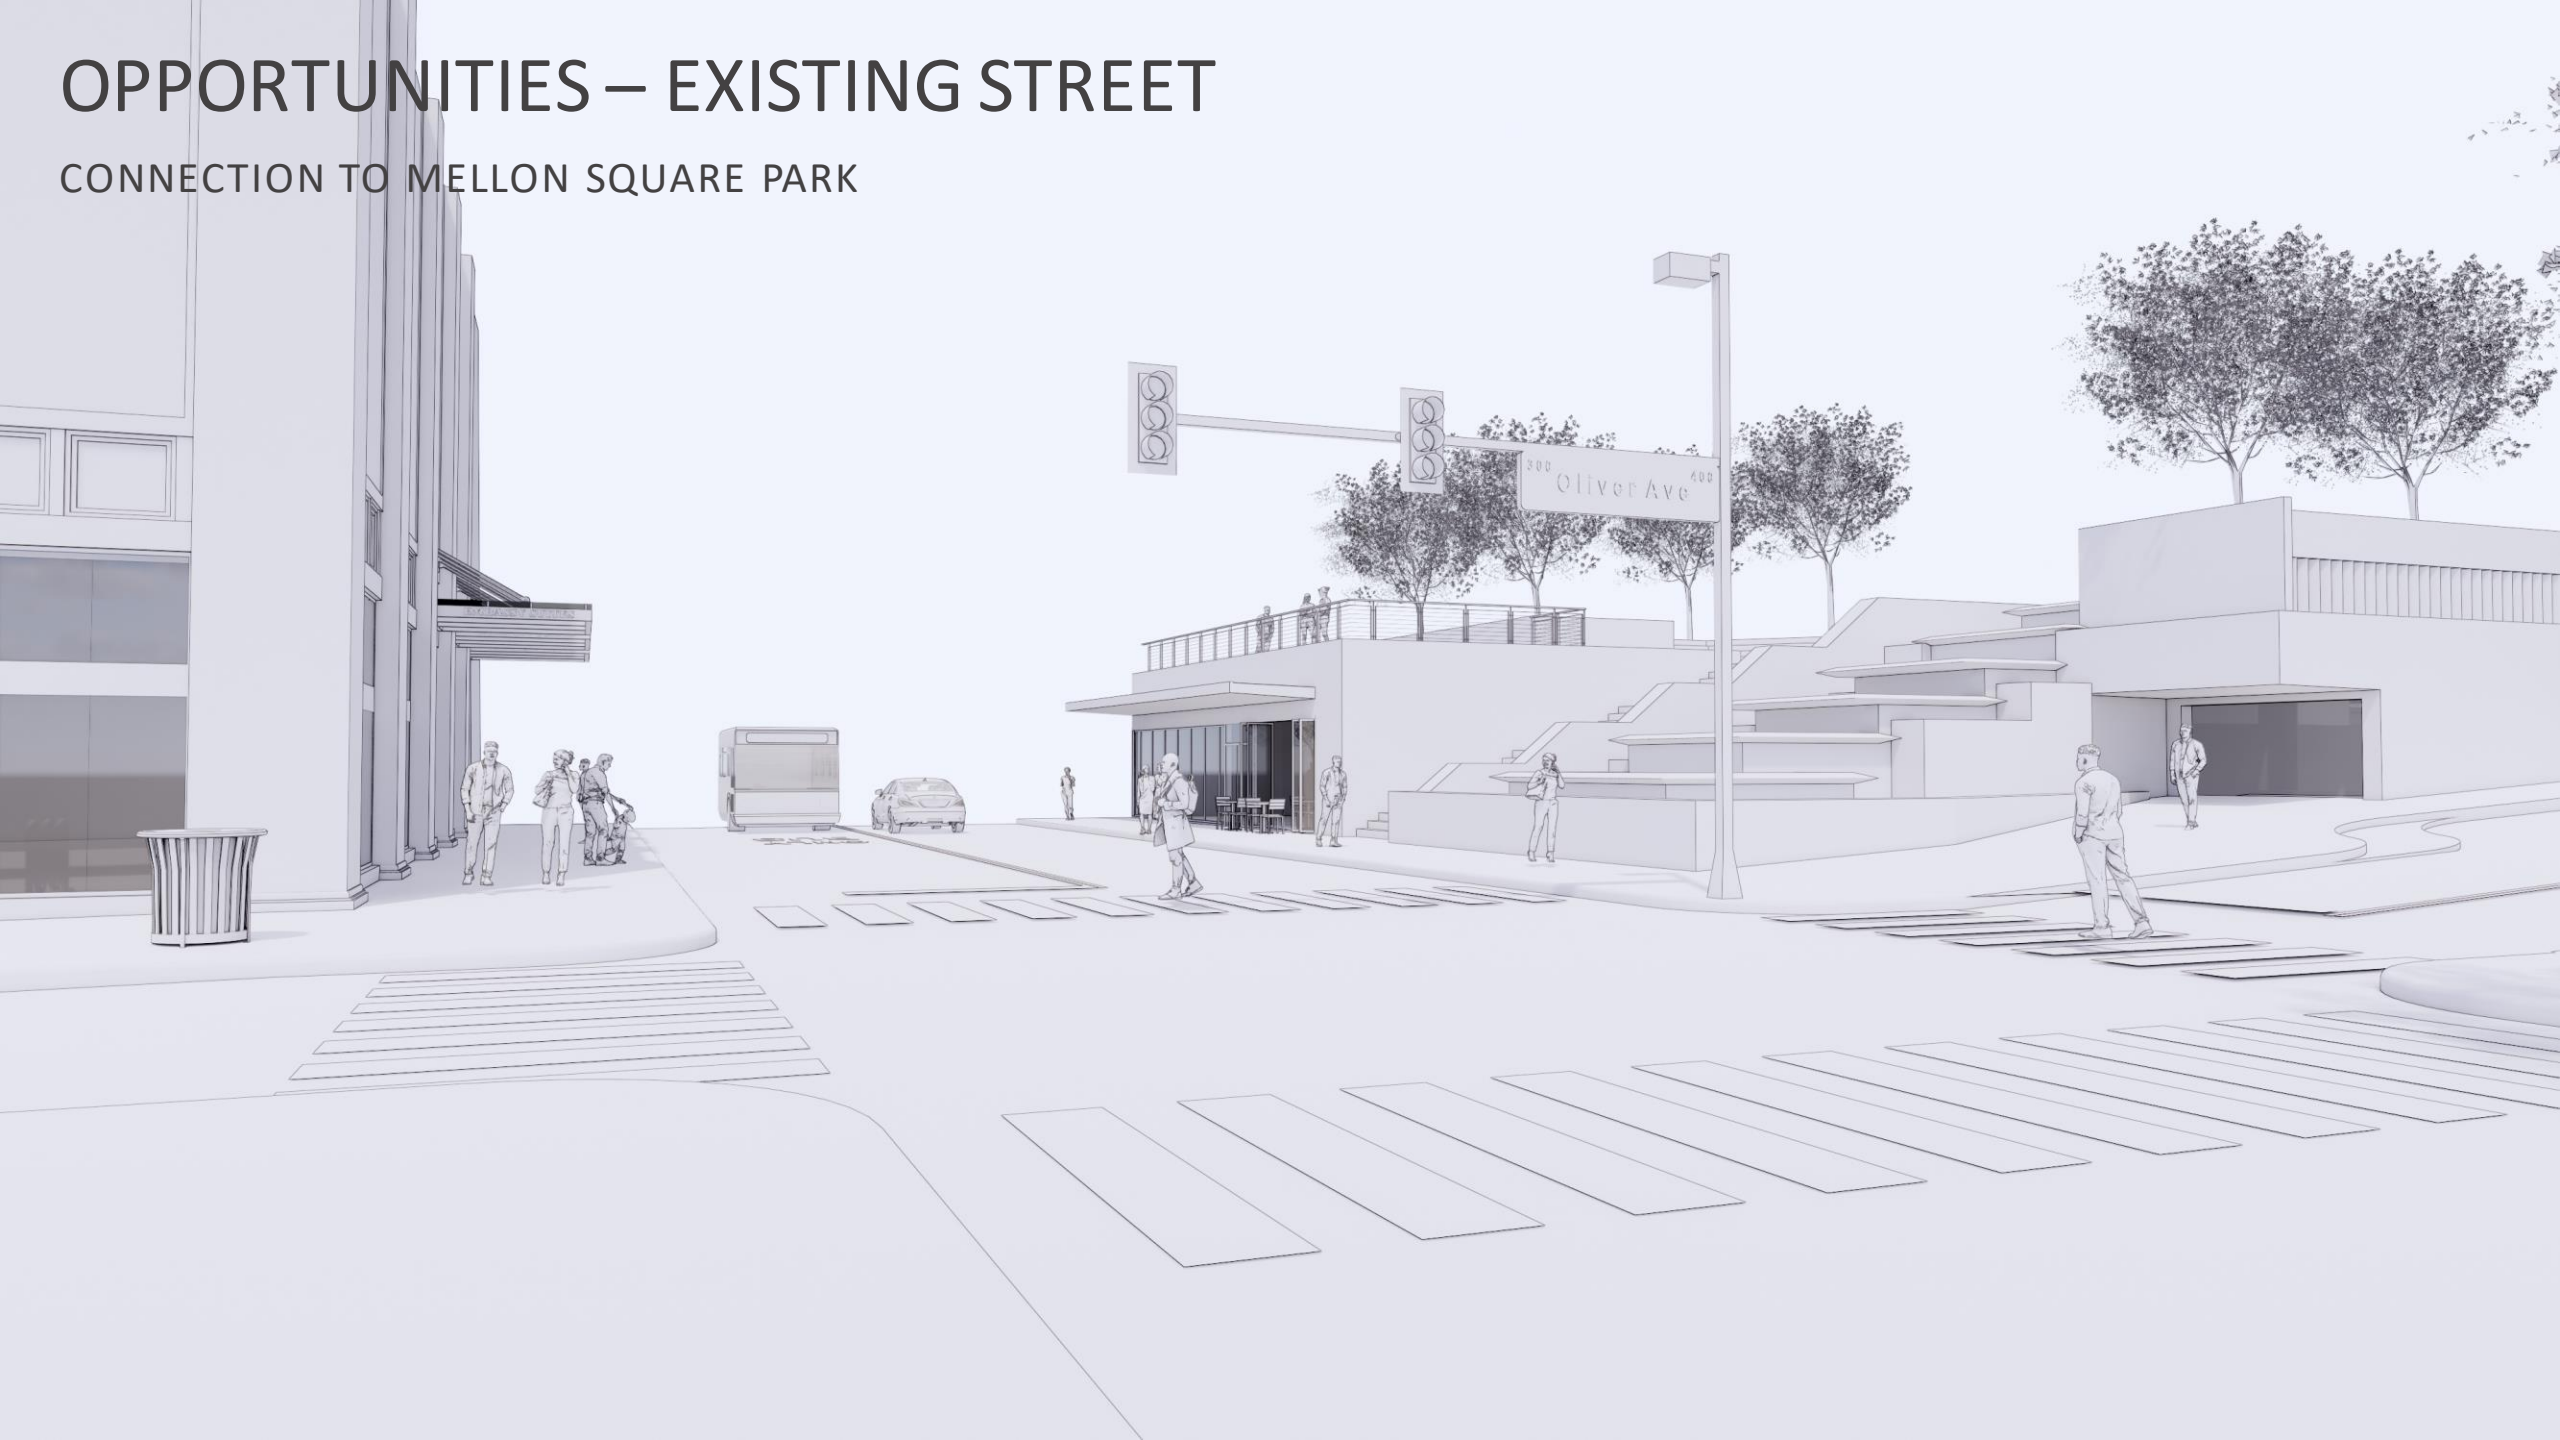 OPPORTUNITIES – EXISTING STREET
CONNECTION TO MELLON SQUARE PARK
300 Oliver Ave 400